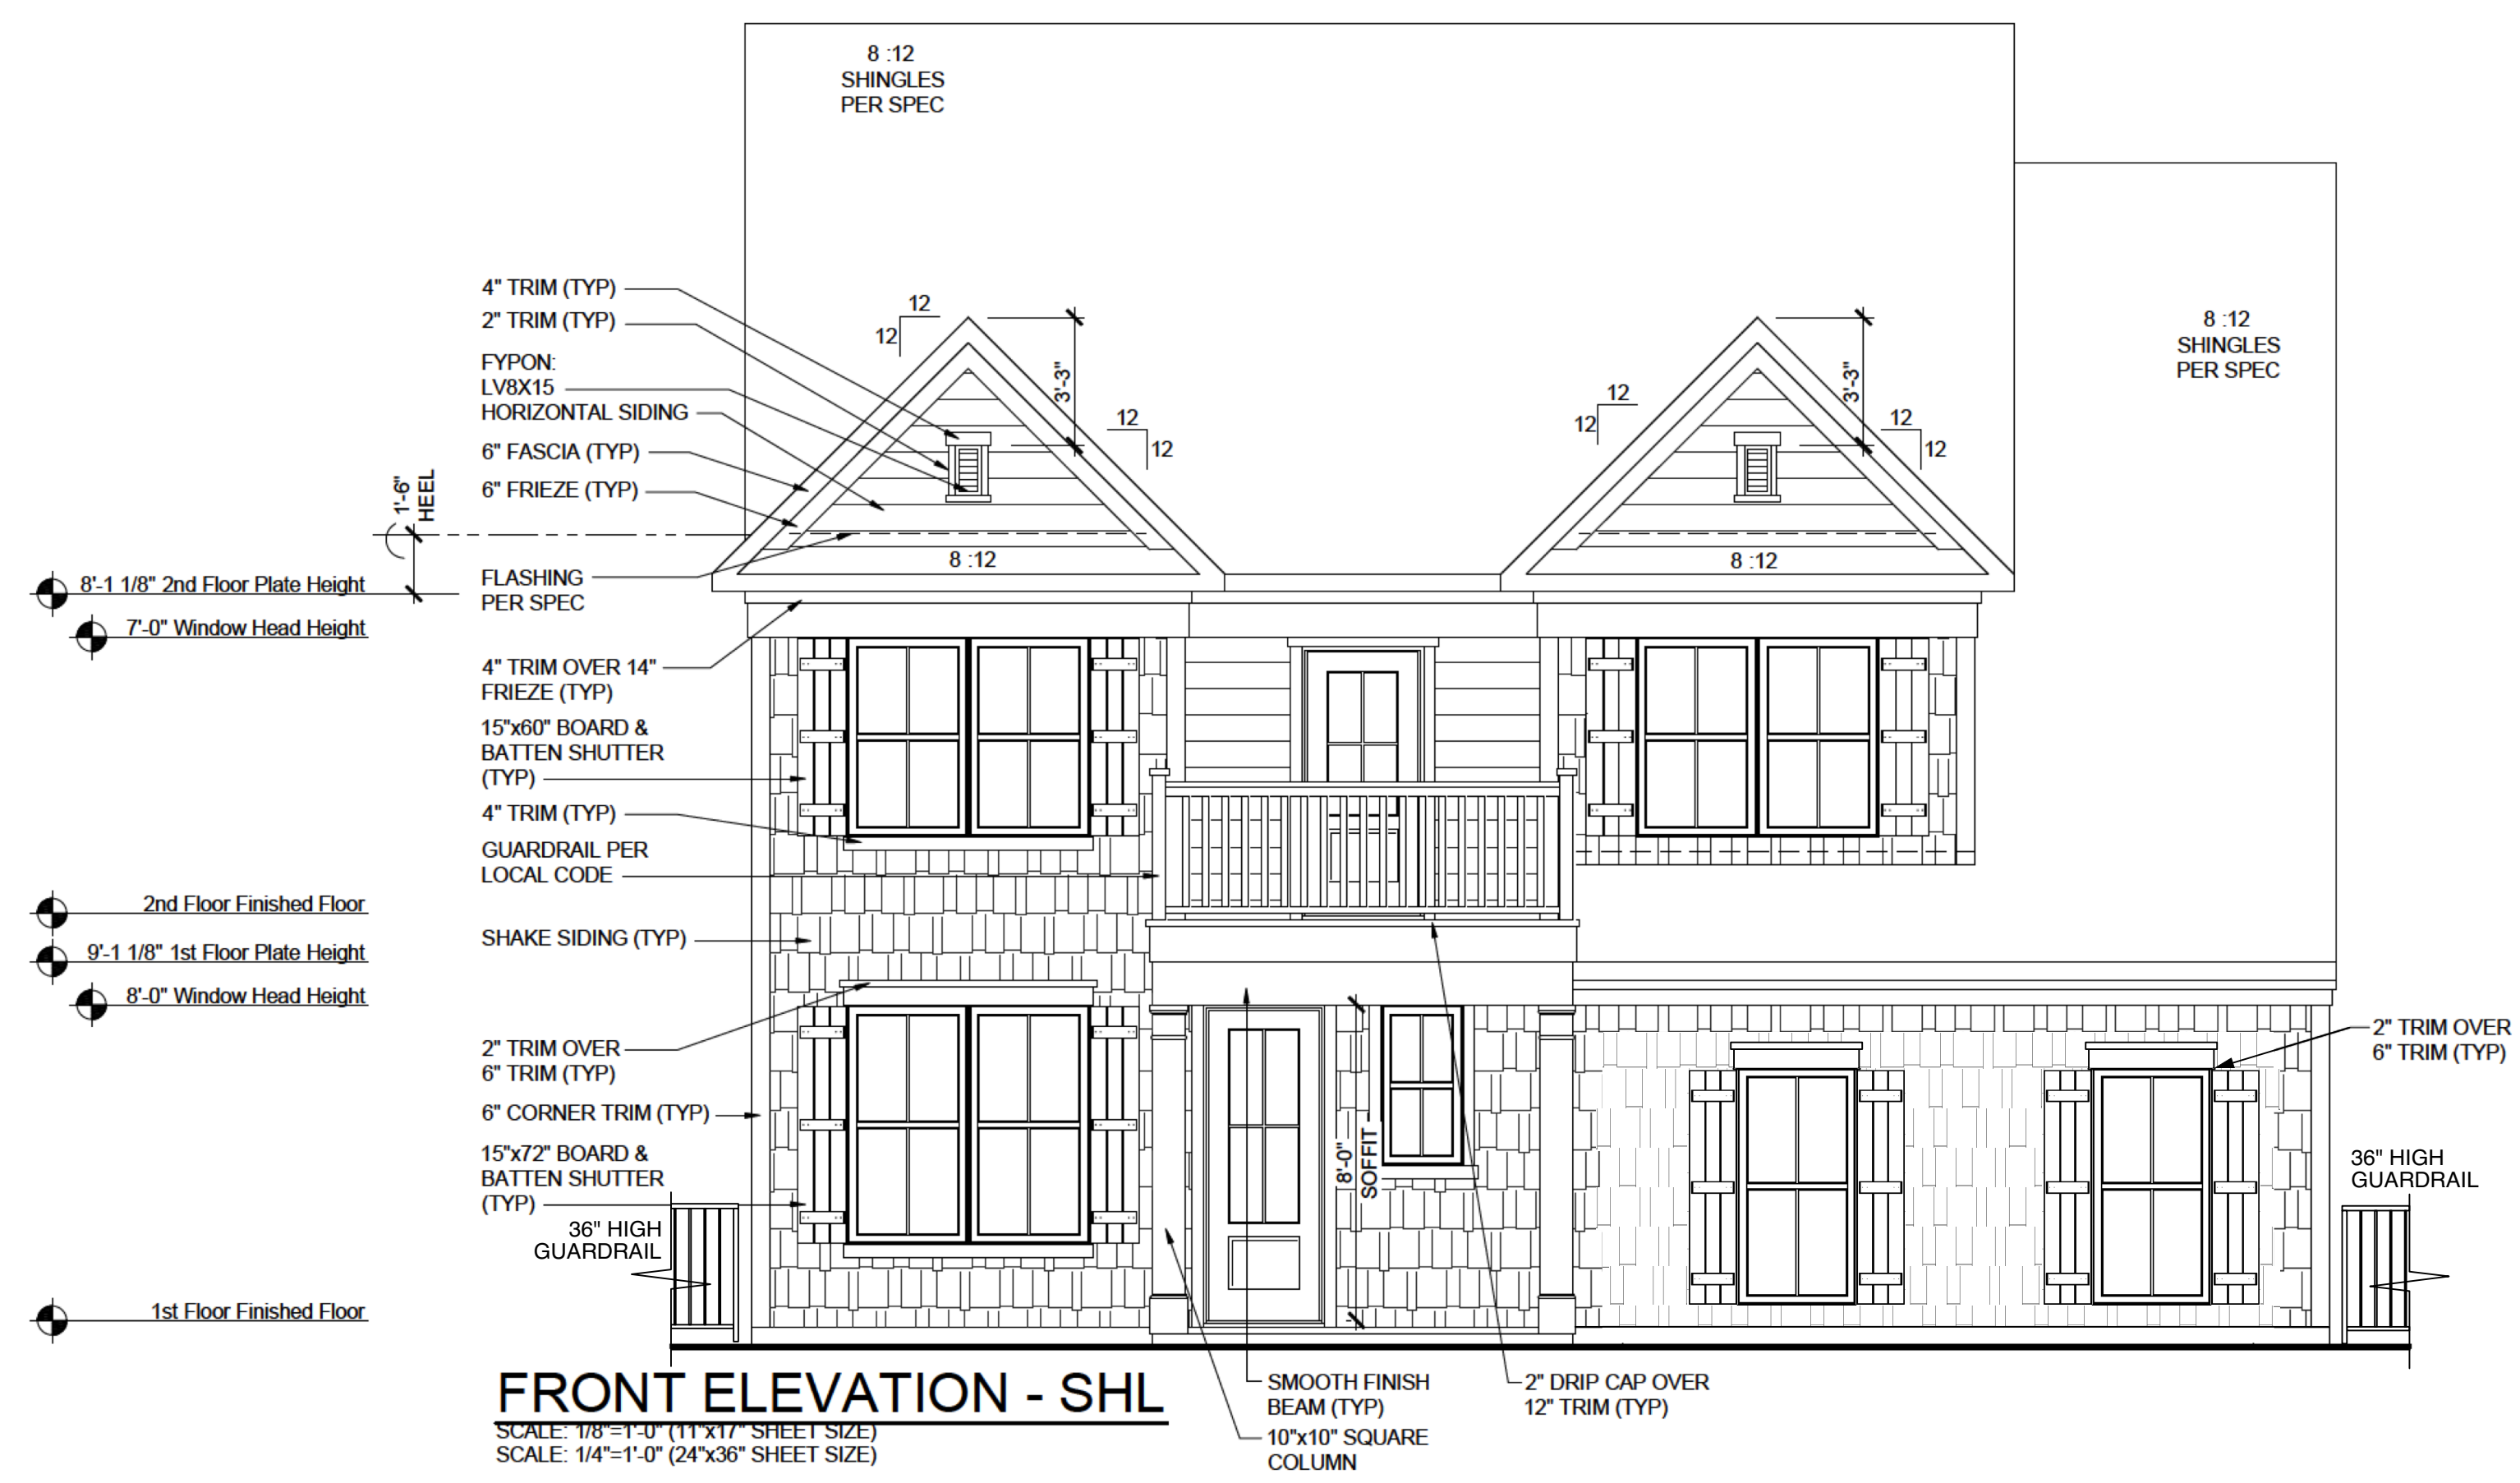 8 :12
SHINGLES
PER SPEC
4" TRIM (TYP)
2" TRIM (TYP)
FYPON:
LV8X15
HORIZONTAL SIDING
6" FASCIA (TYP)
6" FRIEZE (TYP)
1'-6"
HEEL
FLASHING
PER SPEC
12
12
3'-3"
12
12
8 :12
12
12
3'-3"
12
12
8 :12
8 :12
SHINGLES
PER SPEC
8'-1 1/8" 2nd Floor Plate Height
7'-0" Window Head Height
4" TRIM OVER 14"
FRIEZE (TYP)
15"x60" BOARD &
BATTEN SHUTTER
(TYP)
4" TRIM (TYP)
GUARDRAIL PER
LOCAL CODE
2nd Floor Finished Floor
SHAKE SIDING (TYP)
9'-1 1/8" 1st Floor Plate Height
8'-0" Window Head Height
2" TRIM OVER
6" TRIM (TYP)
6" CORNER TRIM (TYP)
15"x72" BOARD &
BATTEN SHUTTER
(TYP)
36" HIGH
GUARDRAIL
8'-0"
SOFFIT
2" TRIM OVER
6" TRIM (TYP)
36" HIGH
GUARDRAIL
1st Floor Finished Floor
FRONT ELEVATION - SHL
SCALE: 1/8"=1'-0" (11"x17" SHEET SIZE)
SCALE: 1/4"=1'-0" (24"x36" SHEET SIZE)
SMOOTH FINISH
BEAM (TYP)
10"x10" SQUARE
COLUMN
2" DRIP CAP OVER
12" TRIM (TYP)